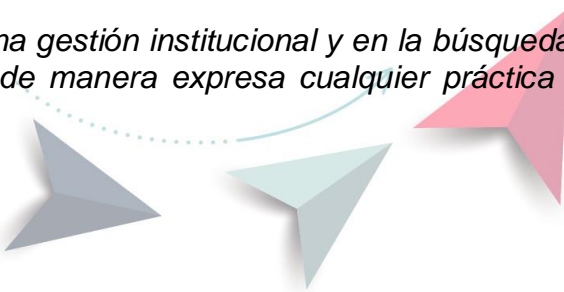 na gestión institucional y en la búsqueda
de manera expresa cualquier práctica